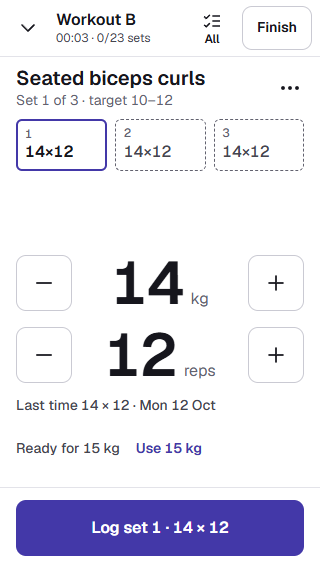 Workout B
00:03 · 0/23 sets
All
Finish
Seated biceps curls
Set 1 of 3 · target 10–12
1
14×12
2
14×12
3
14×12
14 kg
12 reps
Last time 14 × 12 · Mon 12 Oct
Ready for 15 kg Use 15 kg
Log set 1 · 14 × 12